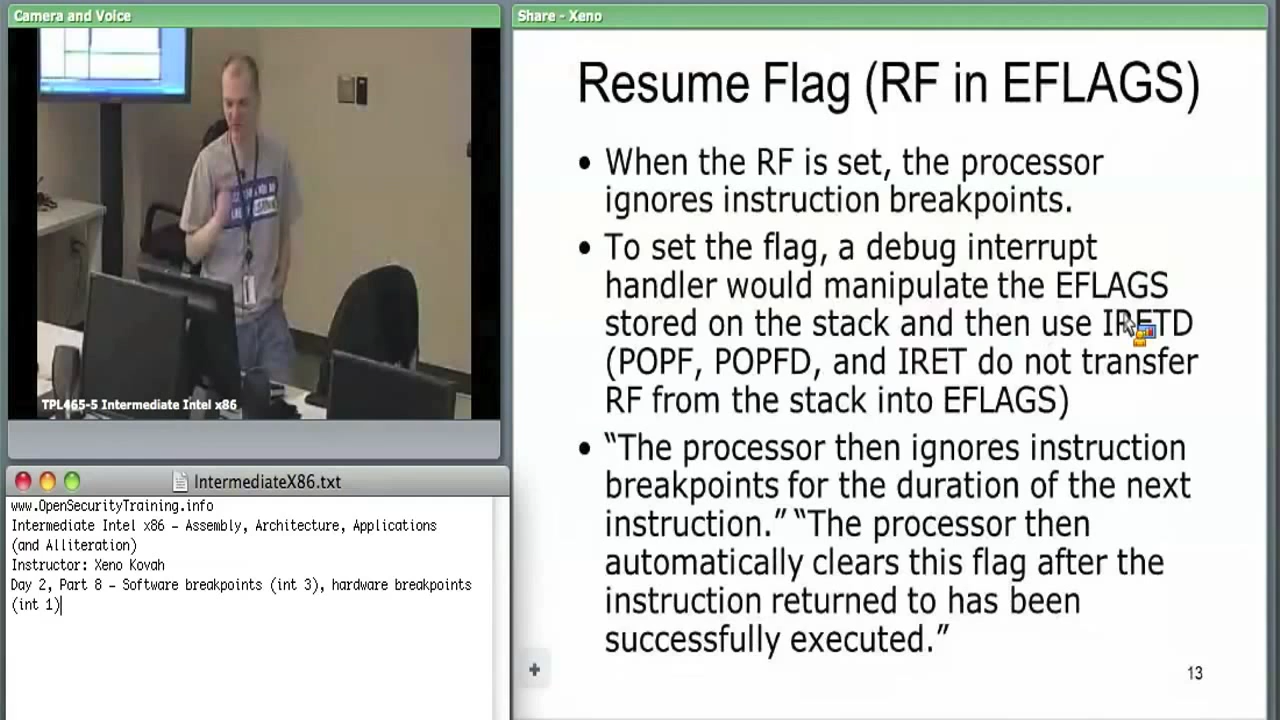 Camera and Voice
TPL465-5 Intermediate Intel x86
IntermediateX86.txt
www.OpenSecurityTraining.info
Intermediate Intel x86 – Assembly, Architecture, Applications
(and Alliteration)
Instructor: Xeno Kovah
Day 2, Part 8 – Software breakpoints (int 3), hardware breakpoints
(int 1)
Share - Xeno
Resume Flag (RF in EFLAGS)
• When the RF is set, the processor
ignores instruction breakpoints.
• To set the flag, a debug interrupt
handler would manipulate the EFLAGS
stored on the stack and then use IRETD
(POPF, POPFD, and IRET do not transfer
RF from the stack into EFLAGS)
• “The processor then ignores instruction
breakpoints for the duration of the next
instruction.” “The processor then
automatically clears this flag after the
instruction returned to has been
successfully executed.”
13